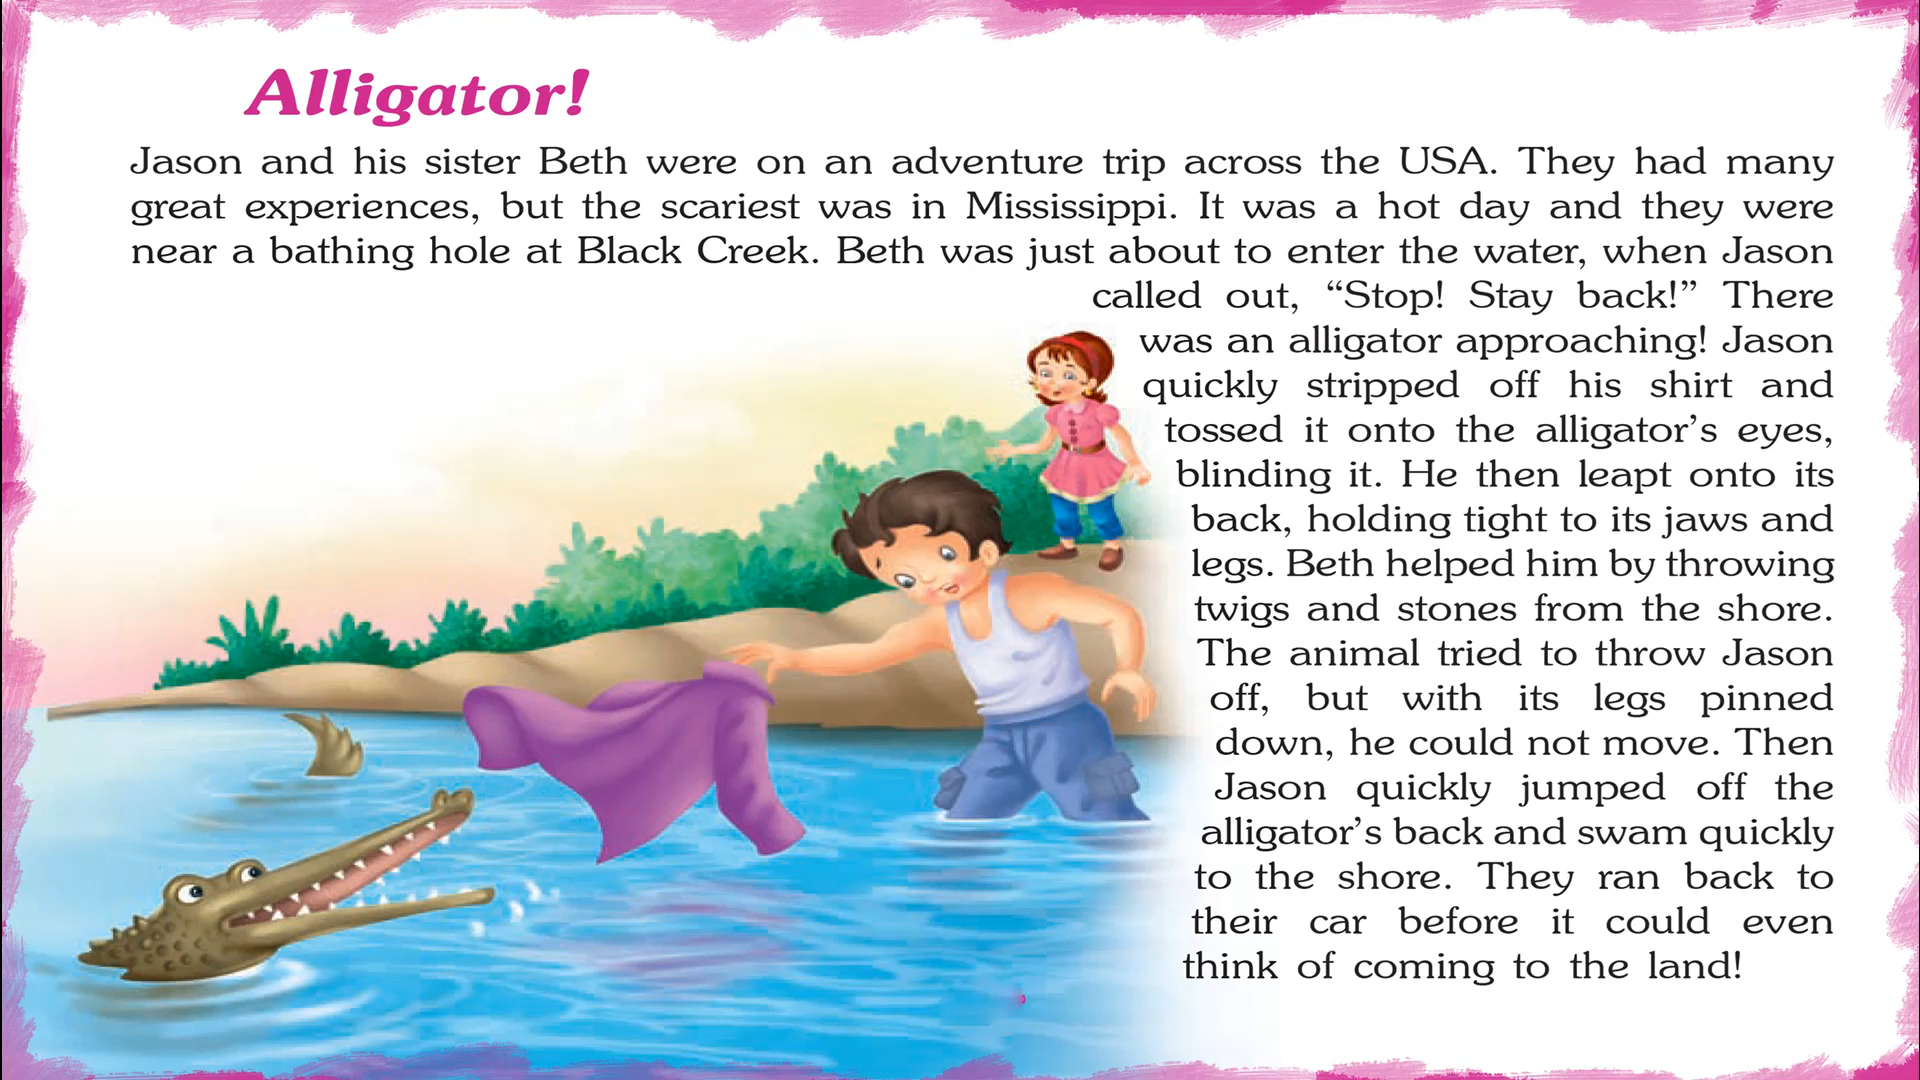 Alligator!
Jason and his sister Beth were on an adventure trip across the USA. They had many
great experiences, but the scariest was in Mississippi. It was a hot day and they were
near a bathing hole at Black Creek. Beth was just about to enter the water, when Jason
called out, “Stop! Stay back!” There
was an alligator approaching! Jason
quickly stripped off his shirt and
tossed it onto the alligator’s eyes,
blinding it. He then leapt onto its
back, holding tight to its jaws and
legs. Beth helped him by throwing
twigs and stones from the shore.
The animal tried to throw Jason
off, but with its legs pinned
down, he could not move. Then
Jason quickly jumped off the
alligator’s back and swam quickly
to the shore. They ran back to
their car before it could even
think of coming to the land!